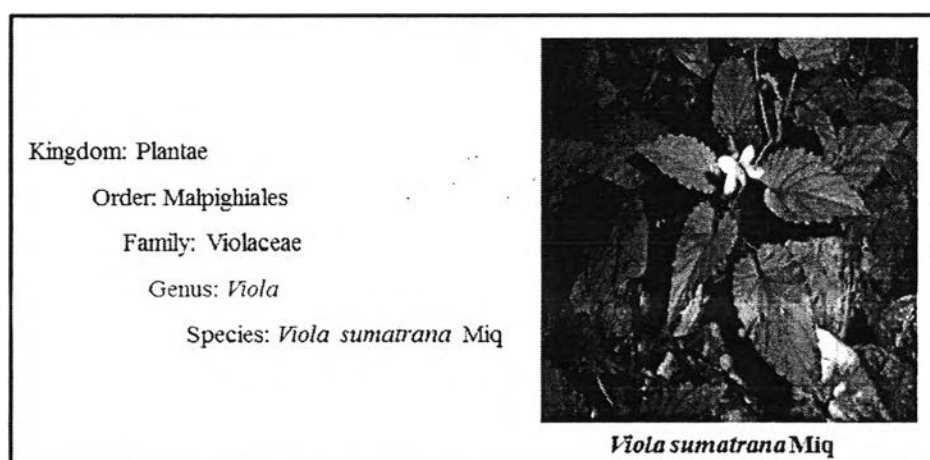 Kingdom: Plantae
Order: Malpighiales
Family: Violaceae
Genus: Viola
Species: Viola sumatrana Miq
Viola sumatrana Miq